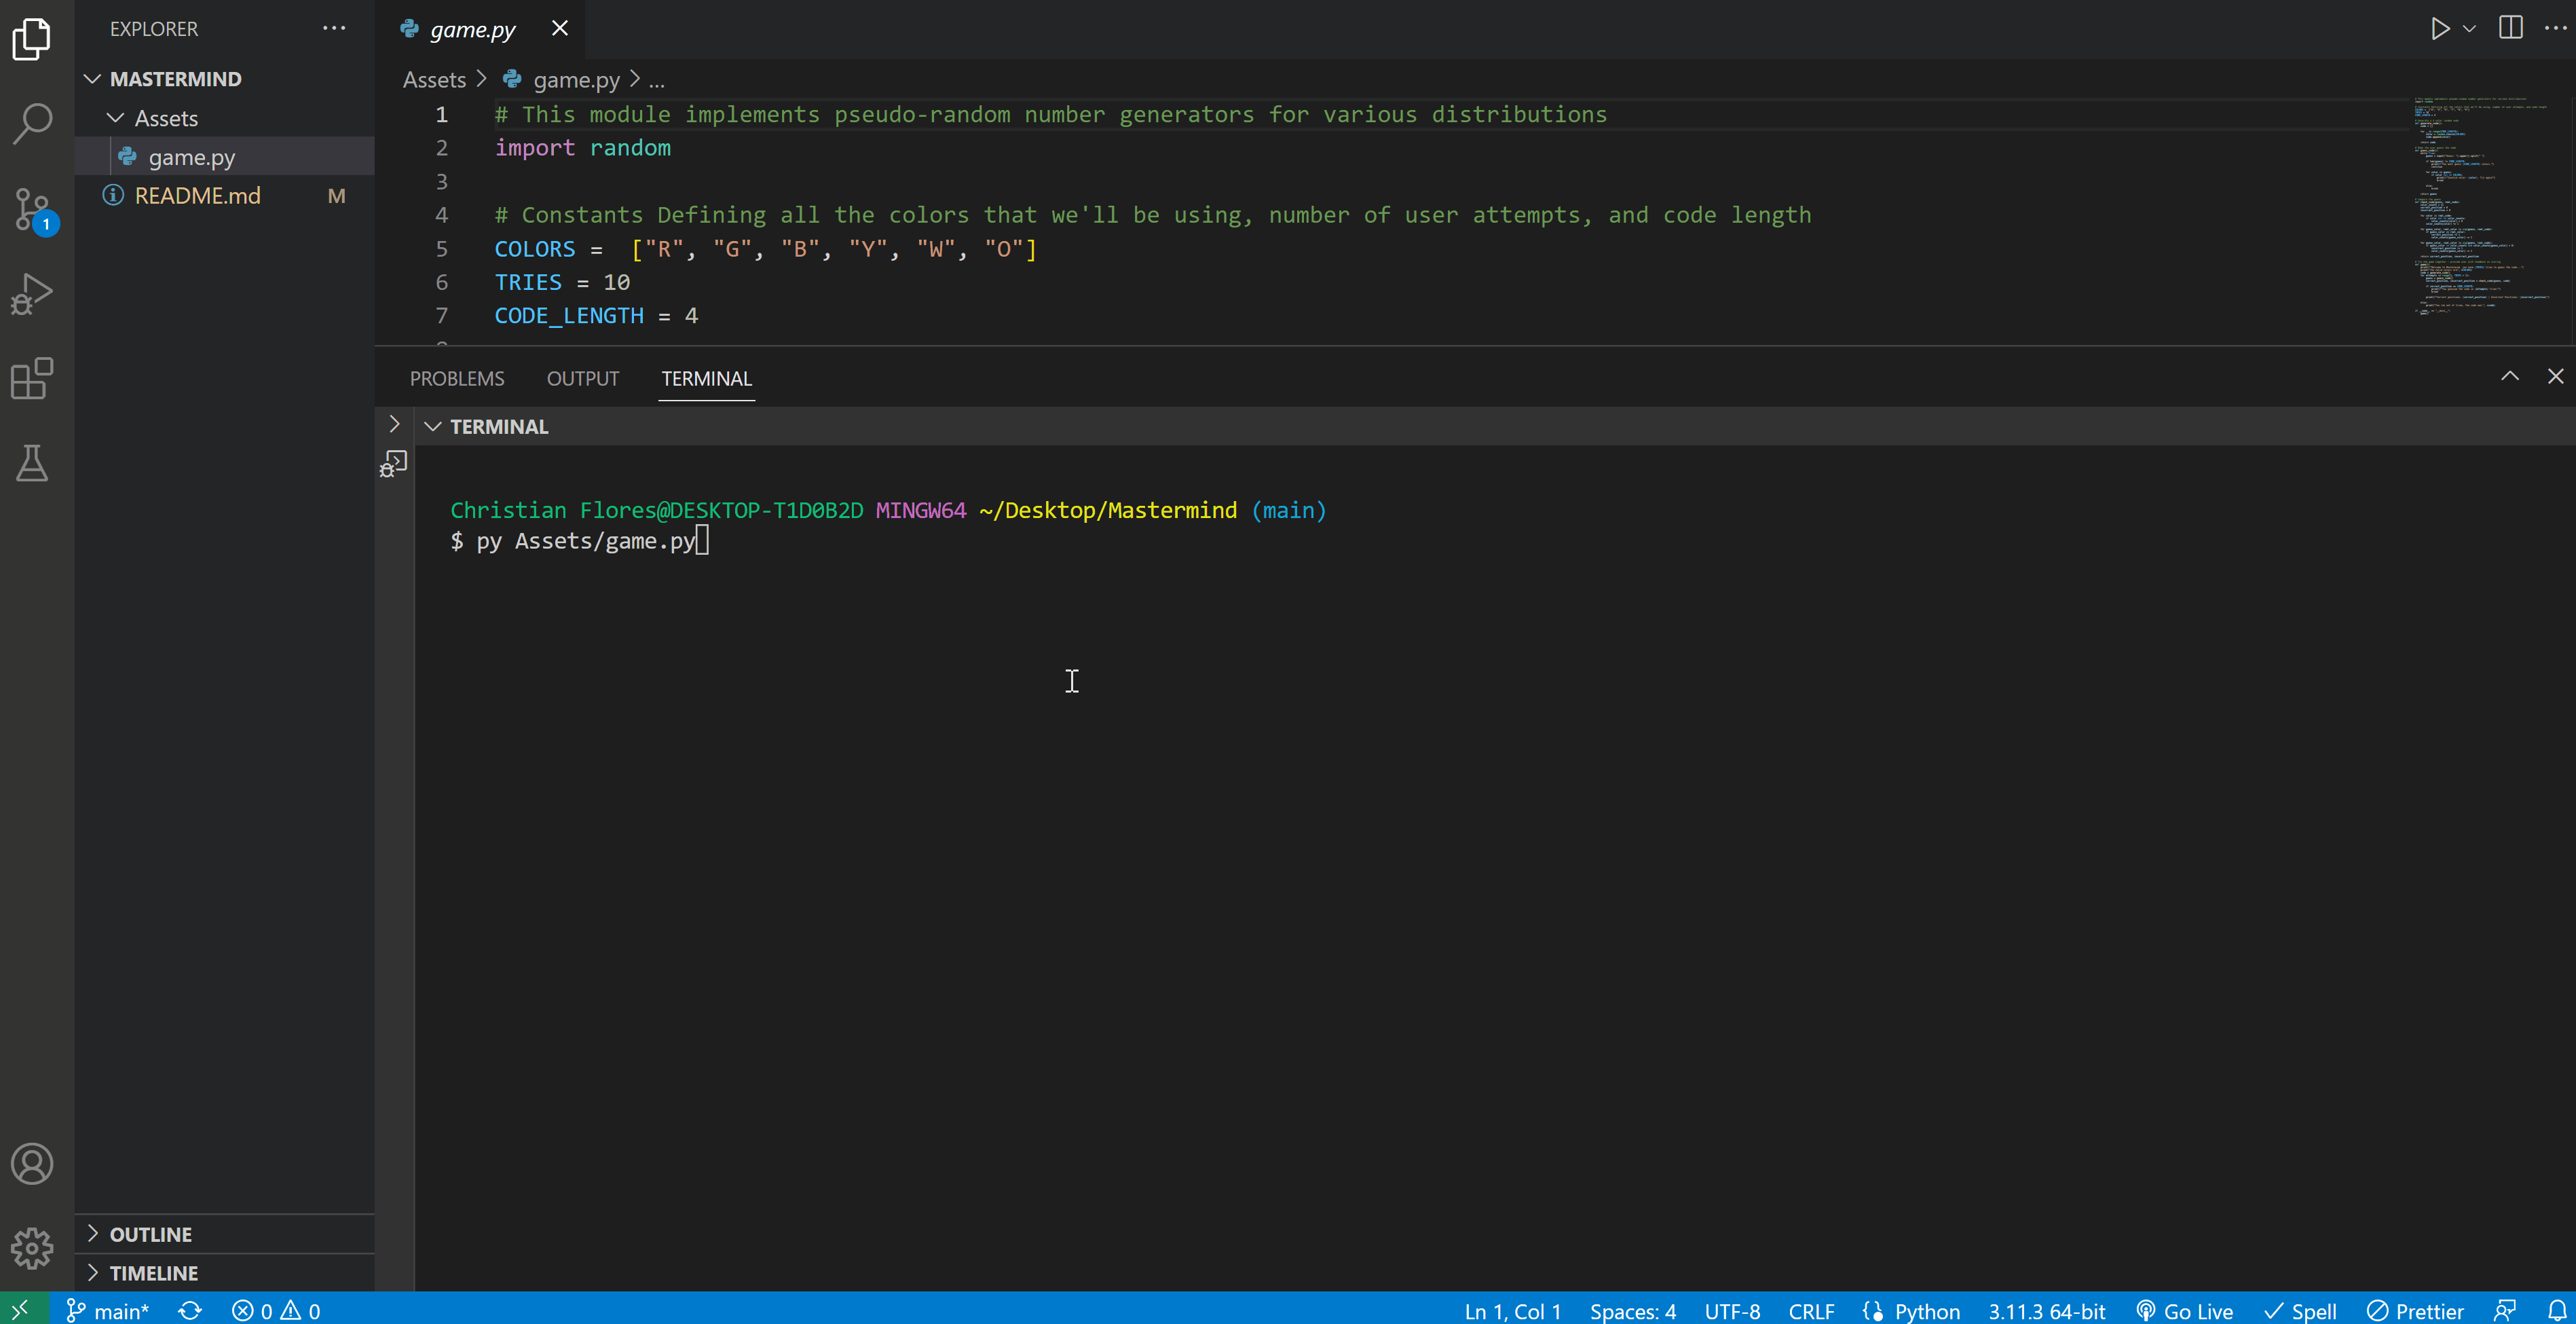 EXPLORER
MASTERMIND
Assets
game.py
README.md M
1
OUTLINE
TIMELINE
game.py
Assets > game.py > ...
1 # This module implements pseudo-random number generators for various distributions
2 import random
3
4 # Constants Defining all the colors that we'll be using, number of user attempts, and code length
5 COLORS =  ["R", "G", "B", "Y", "W", "O"]
6 TRIES = 10
7 CODE_LENGTH = 4
PROBLEMS OUTPUT TERMINAL
TERMINAL
Christian Flores@DESKTOP-T1D0B2D MINGW64 ~/Desktop/Mastermind (main)
$ py Assets/game.py
main* 0 0 Ln 1, Col 1 Spaces: 4 UTF-8 CRLF Python 3.11.3 64-bit Go Live Spell Prettier